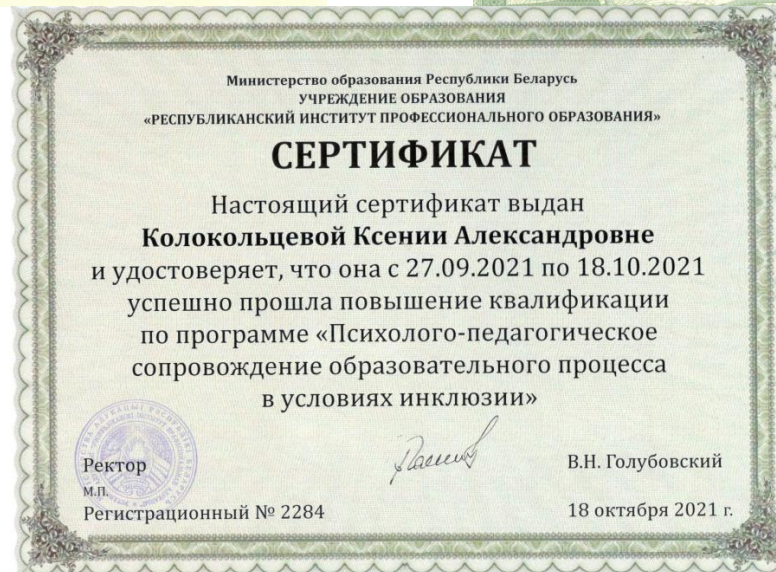 Министерство образования Республики Беларусь
УЧРЕЖДЕНИЕ ОБРАЗОВАНИЯ
«РЕСПУБЛИКАНСКИЙ ИНСТИТУТ ПРОФЕССИОНАЛЬНОГО ОБРАЗОВАНИЯ»
СЕРТИФИКАТ
Настоящий сертификат выдан
Колокольцевой Ксении Александровне
и удостоверяет, что она с 27.09.2021 по 18.10.2021
успешно прошла повышение квалификации
по программе «Психолого-педагогическое
сопровождение образовательного процесса
в условиях инклюзии»
Ректор В.Н. Голубовский
М.П.
Регистрационный № 2284 18 октября 2021 г.